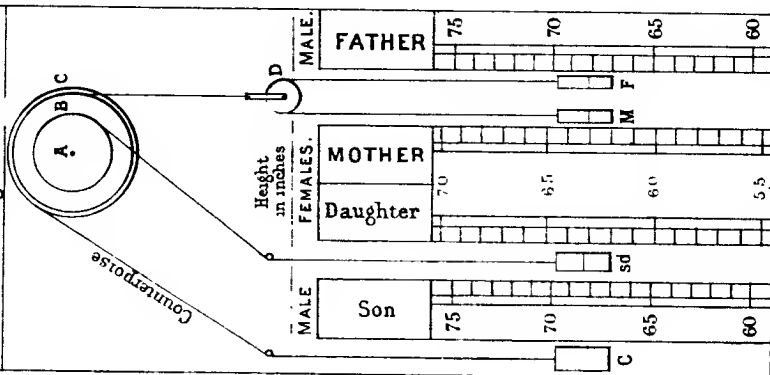 C
B
A
D
Counterpoise
Height
in inches
MALE
FEMALES.
MALE.
Son
Daughter
MOTHER
FATHER
75
70
65
60
70
65
60
55
75
70
65
60
C
sd
M
F